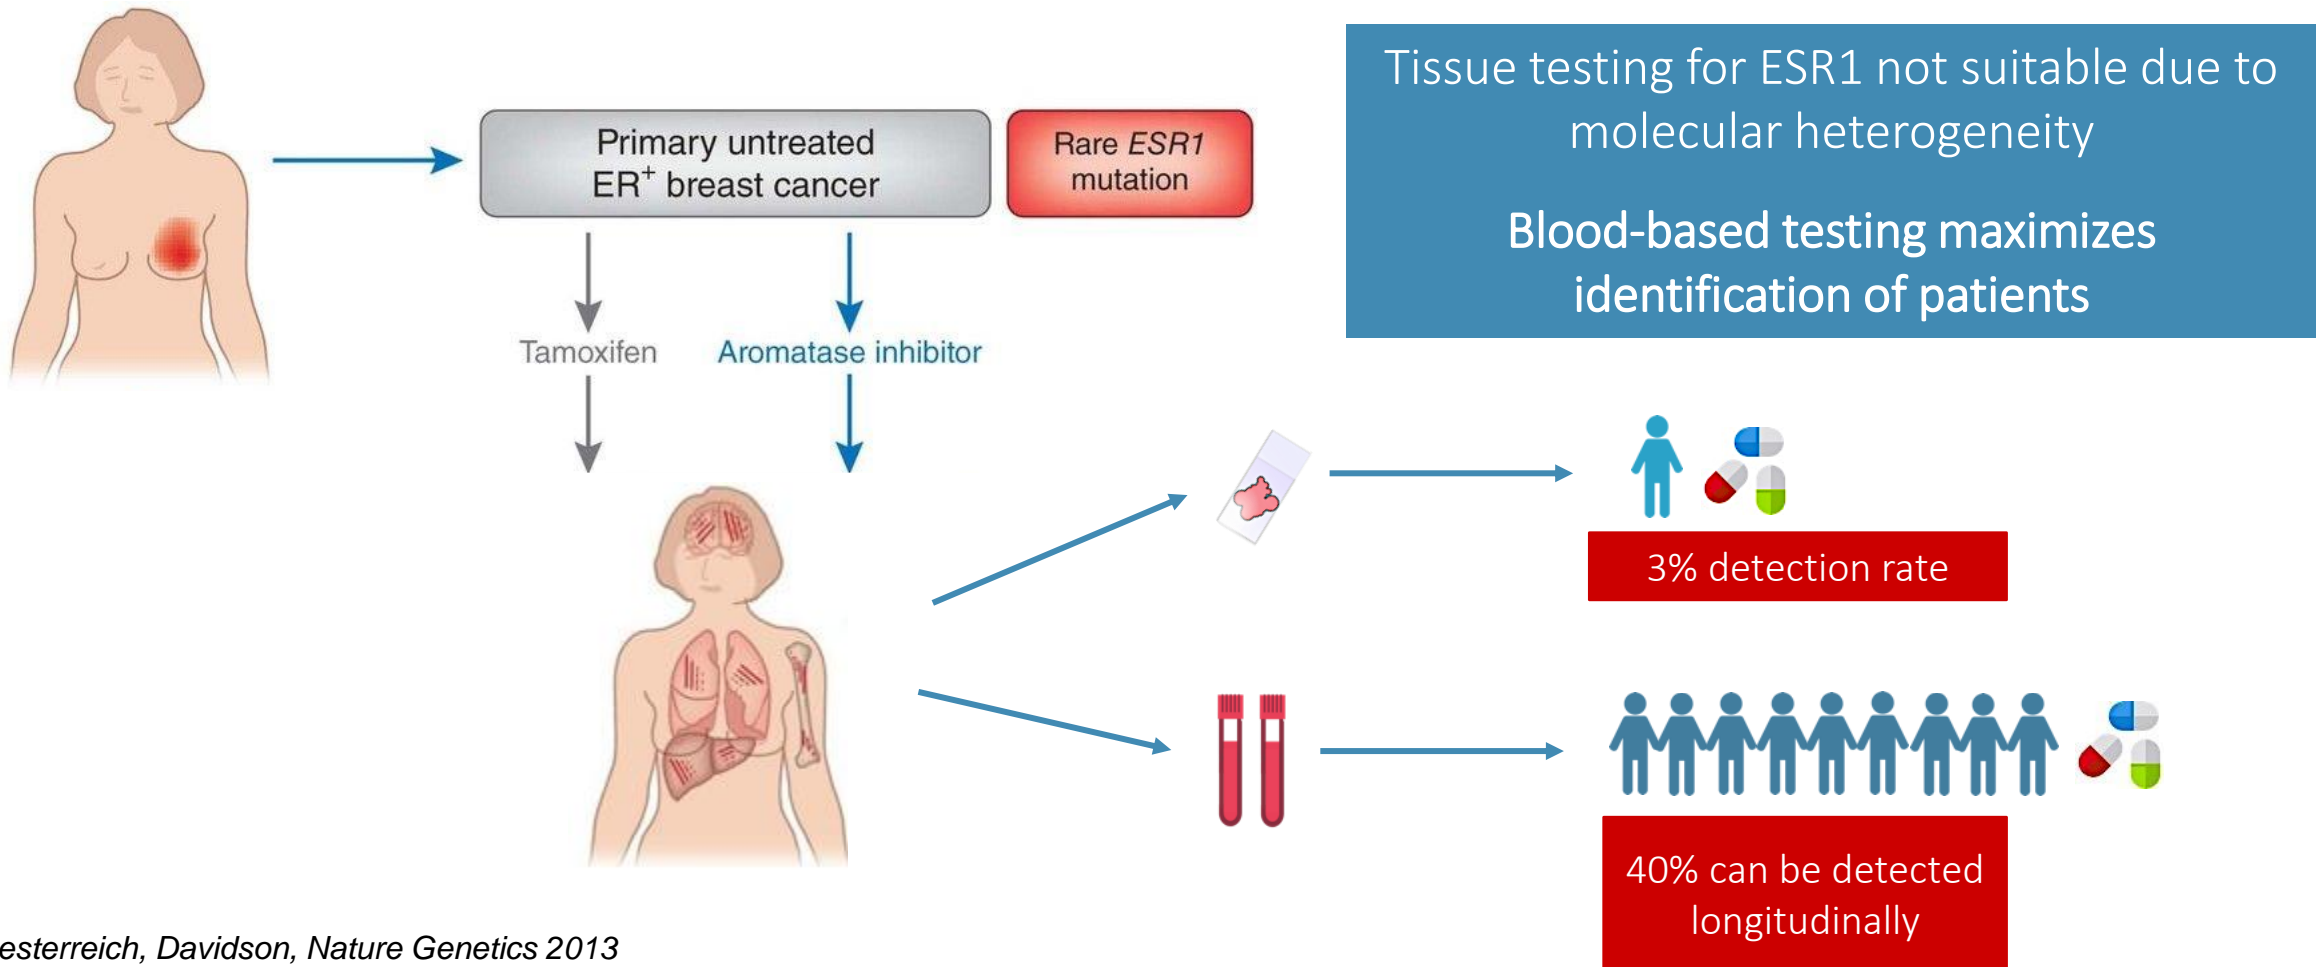 Tissue testing for ESR1 not suitable due to
molecular heterogeneity
Blood-based testing maximizes
identification of patients
Primary untreated
ER⁺ breast cancer
Rare ESR1
mutation
Tamoxifen
Aromatase inhibitor
3% detection rate
40% can be detected
longitudinally
esterreich, Davidson, Nature Genetics 2013